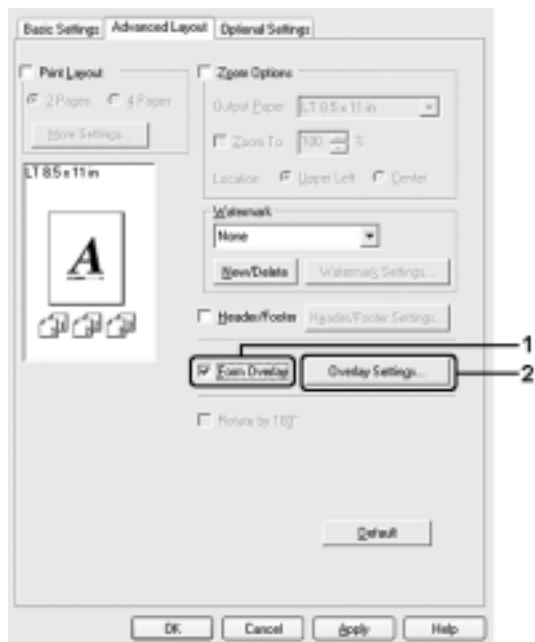 Basic Settings Advanced Layout Optional Settings
Print Layout
2 Pages 4 Pages
More Settings...
LT 8.5 x 11 in
A
Zoom Options
Output Paper LT 8.5 x 11 in
Zoom To 100 %
Location Upper Left Center
Watermark
None
New/Delete Watermark Settings...
Header/Footer Header/Footer Settings...
1
Form Overlay Overlay Settings... 2
Rotate by 180°
Default
OK Cancel Apply Help